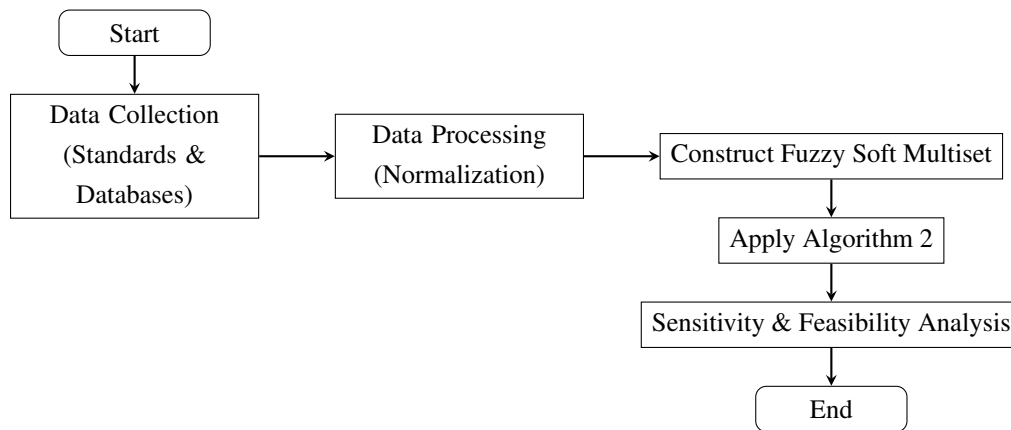 Start
Data Collection
(Standards &
Databases)
Data Processing
(Normalization)
Construct Fuzzy Soft Multiset
Apply Algorithm 2
Sensitivity & Feasibility Analysis
End